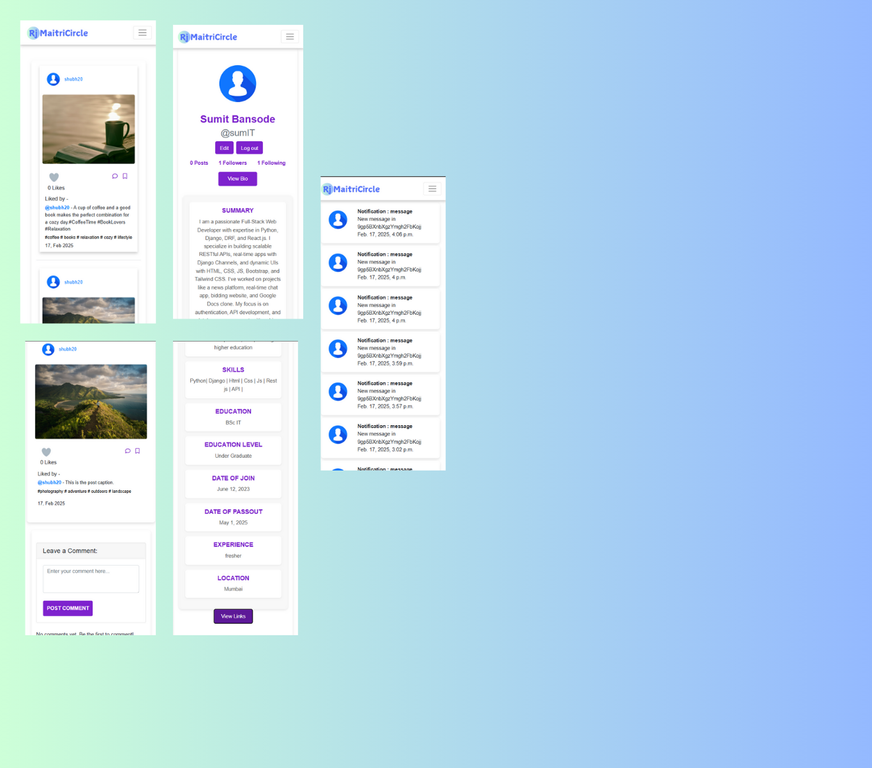 Rj MaitriCircle
shubh20
0 Likes
Liked by -
@shubh20 - A cup of coffee and a good
book makes the perfect combination for
a cozy day.#CoffeeTime #BookLovers
#Relaxation
#coffee # books # relaxation # cozy # lifestyle
17, Feb 2025
shubh20
Rj MaitriCircle
Sumit Bansode
@sumIT
Edit
Log out
0 Posts 1 Followers 1 Following
View Bio
SUMMARY
I am a passionate Full Stack Web
Developer with expertise in Python,
Django, DRF, and React js. I
specialize in building scalable
RESTful APIs, real-time apps with
Django Channels, and dynamic UIs
with HTML, CSS, JS, Bootstrap, and
Tailwind CSS. I've worked on projects
like a news platform, real-time chat
app, bidding website, and Google
Docs clone. My focus is on
authentication, API development, and
Rj MaitriCircle
Notification : message
New message in
Feb. 17, 2025, 4:06 p.m.
Notification : message
New message in
Feb. 17, 2025, 4 p.m.
Notification : message
New message in
Feb. 17, 2025, 4 p.m.
Notification : message
New message in
Feb. 17, 2025, 3:59 p.m.
Notification : message
New message in
Feb. 17, 2025, 3:57 p.m.
Notification : message
New message in
Feb. 17, 2025, 3:02 p.m.
Notification : message
shubh20
0 Likes
Liked by -
@shubh20 - This is the post caption.
#photography # adventure # outdoors # landscape
17, Feb 2025
Leave a Comment:
Enter your comment here...
POST COMMENT
No comments yet. Be the first to comment!
higher education
SKILLS
Python| Django | Html | Css | Js | Rest
js | API |
EDUCATION
BSc IT
EDUCATION LEVEL
Under Graduate
DATE OF JOIN
June 12, 2023
DATE OF PASSOUT
May 1, 2025
EXPERIENCE
fresher
LOCATION
Mumbai
View Links